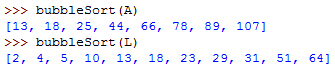 >>> bubbleSort(A)
[13, 18, 25, 44, 66, 78, 89, 107]
>>> bubbleSort(L)
[2, 4, 5, 10, 13, 18, 23, 29, 31, 51, 64]